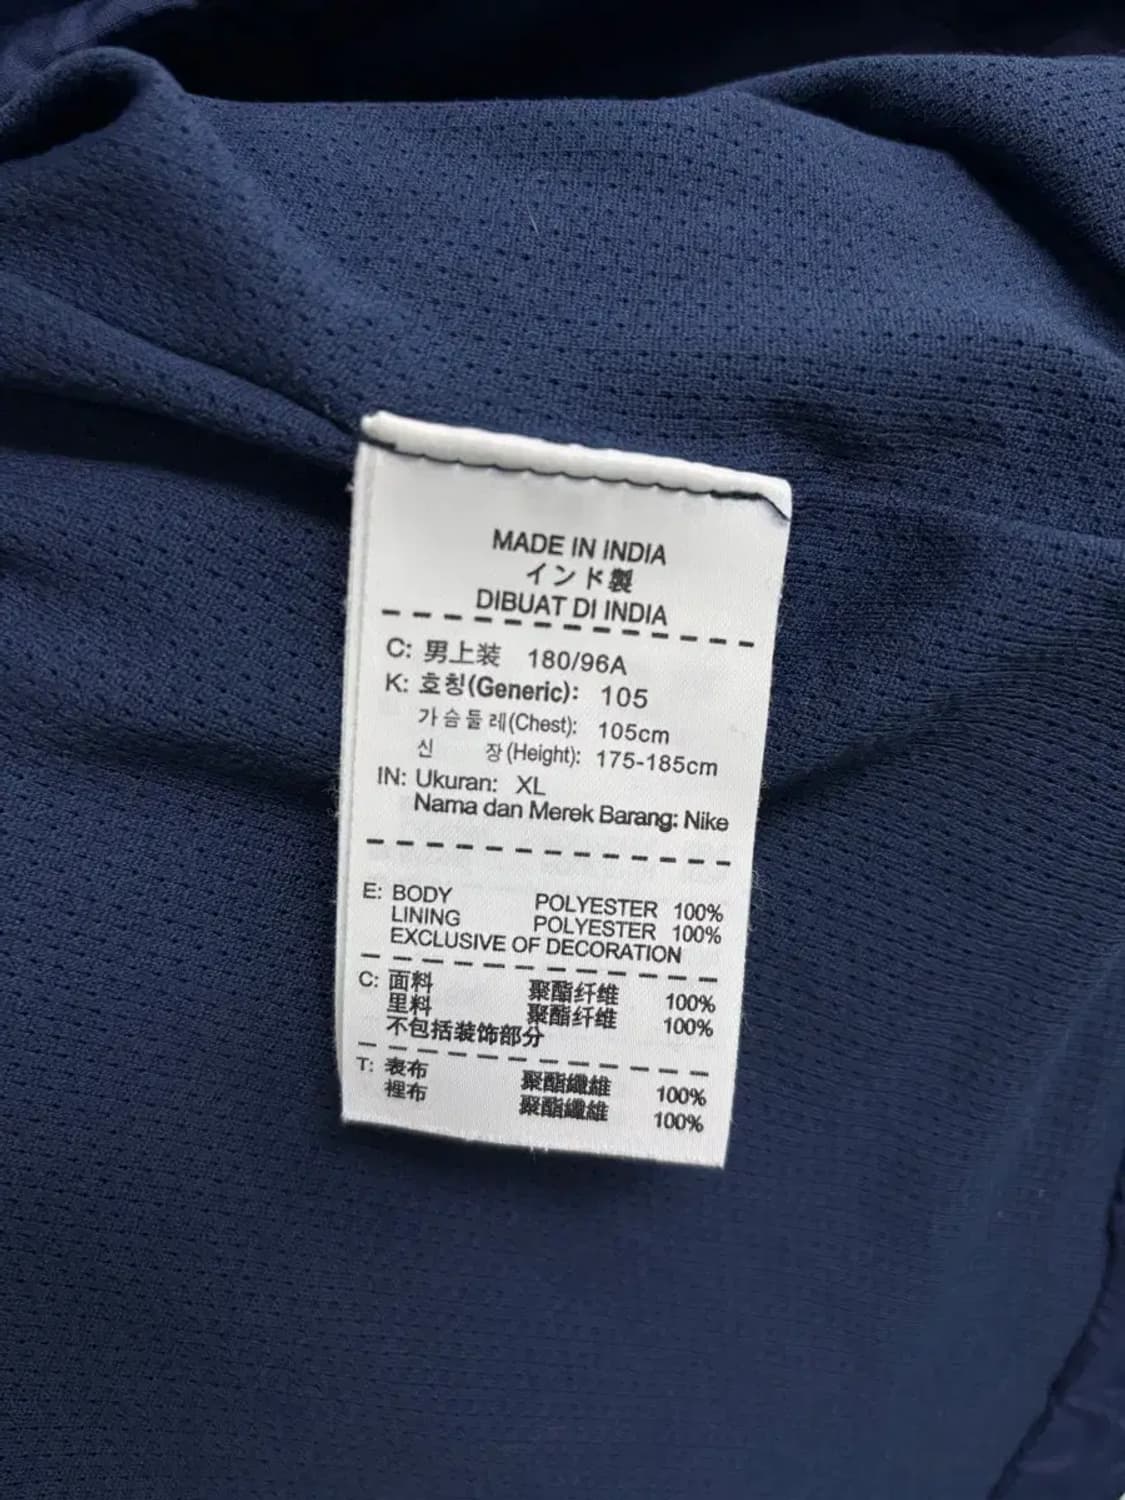 MADE IN INDIA
インド製
DIBUAT DI INDIA
C: 男上装 180/96A
K: 호칭(Generic): 105
가슴둘레(Chest): 105cm
신 장(Height): 175-185cm
IN: Ukuran: XL
Nama dan Merek Barang: Nike
E: BODY POLYESTER 100%
LINING POLYESTER 100%
EXCLUSIVE OF DECORATION
C: 面料 聚酯纤维 100%
里料 聚酯纤维 100%
不包括装饰部分
T: 表布 聚酯纖維 100%
裡布 聚酯纖維 100%